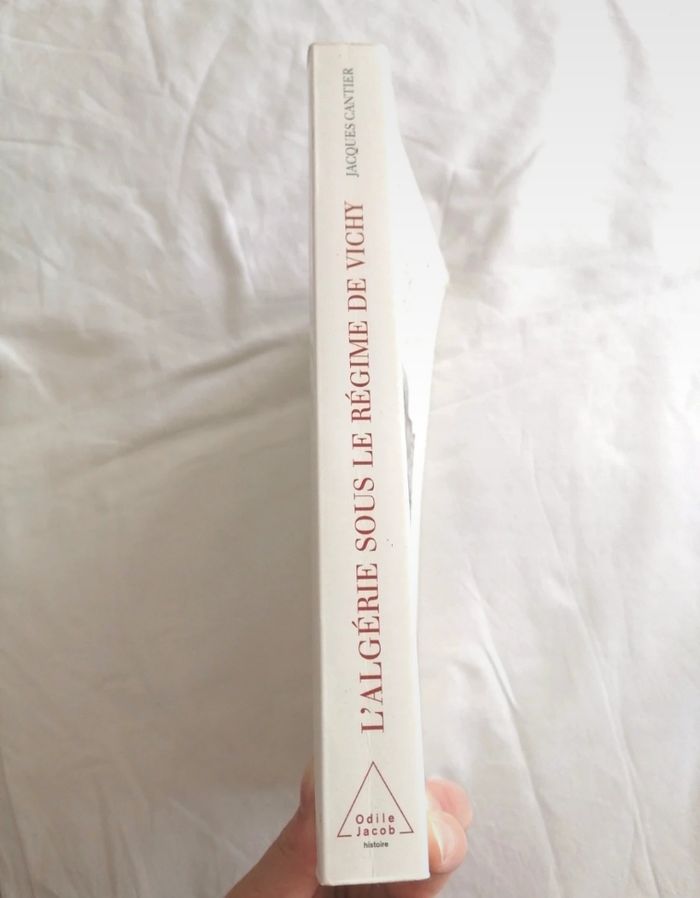 JACQUES CANTIER
L'ALGÉRIE SOUS LE RÉGIME DE VICHY
Odile
Jacob
histoire